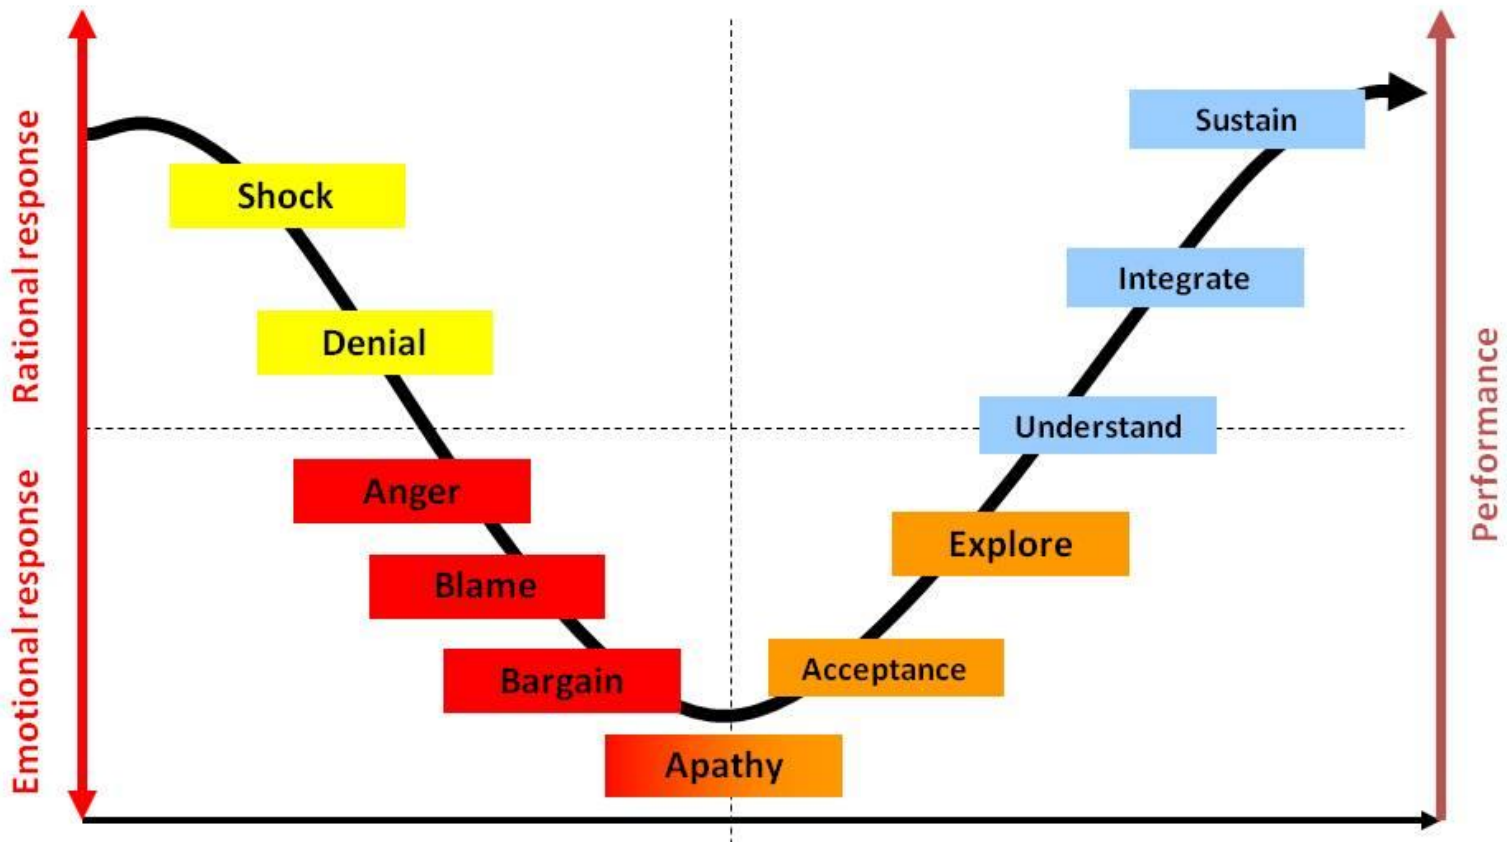 Rational response
Emotional response
Shock
Denial
Anger
Blame
Bargain
Apathy
Acceptance
Explore
Understand
Integrate
Sustain
Performance